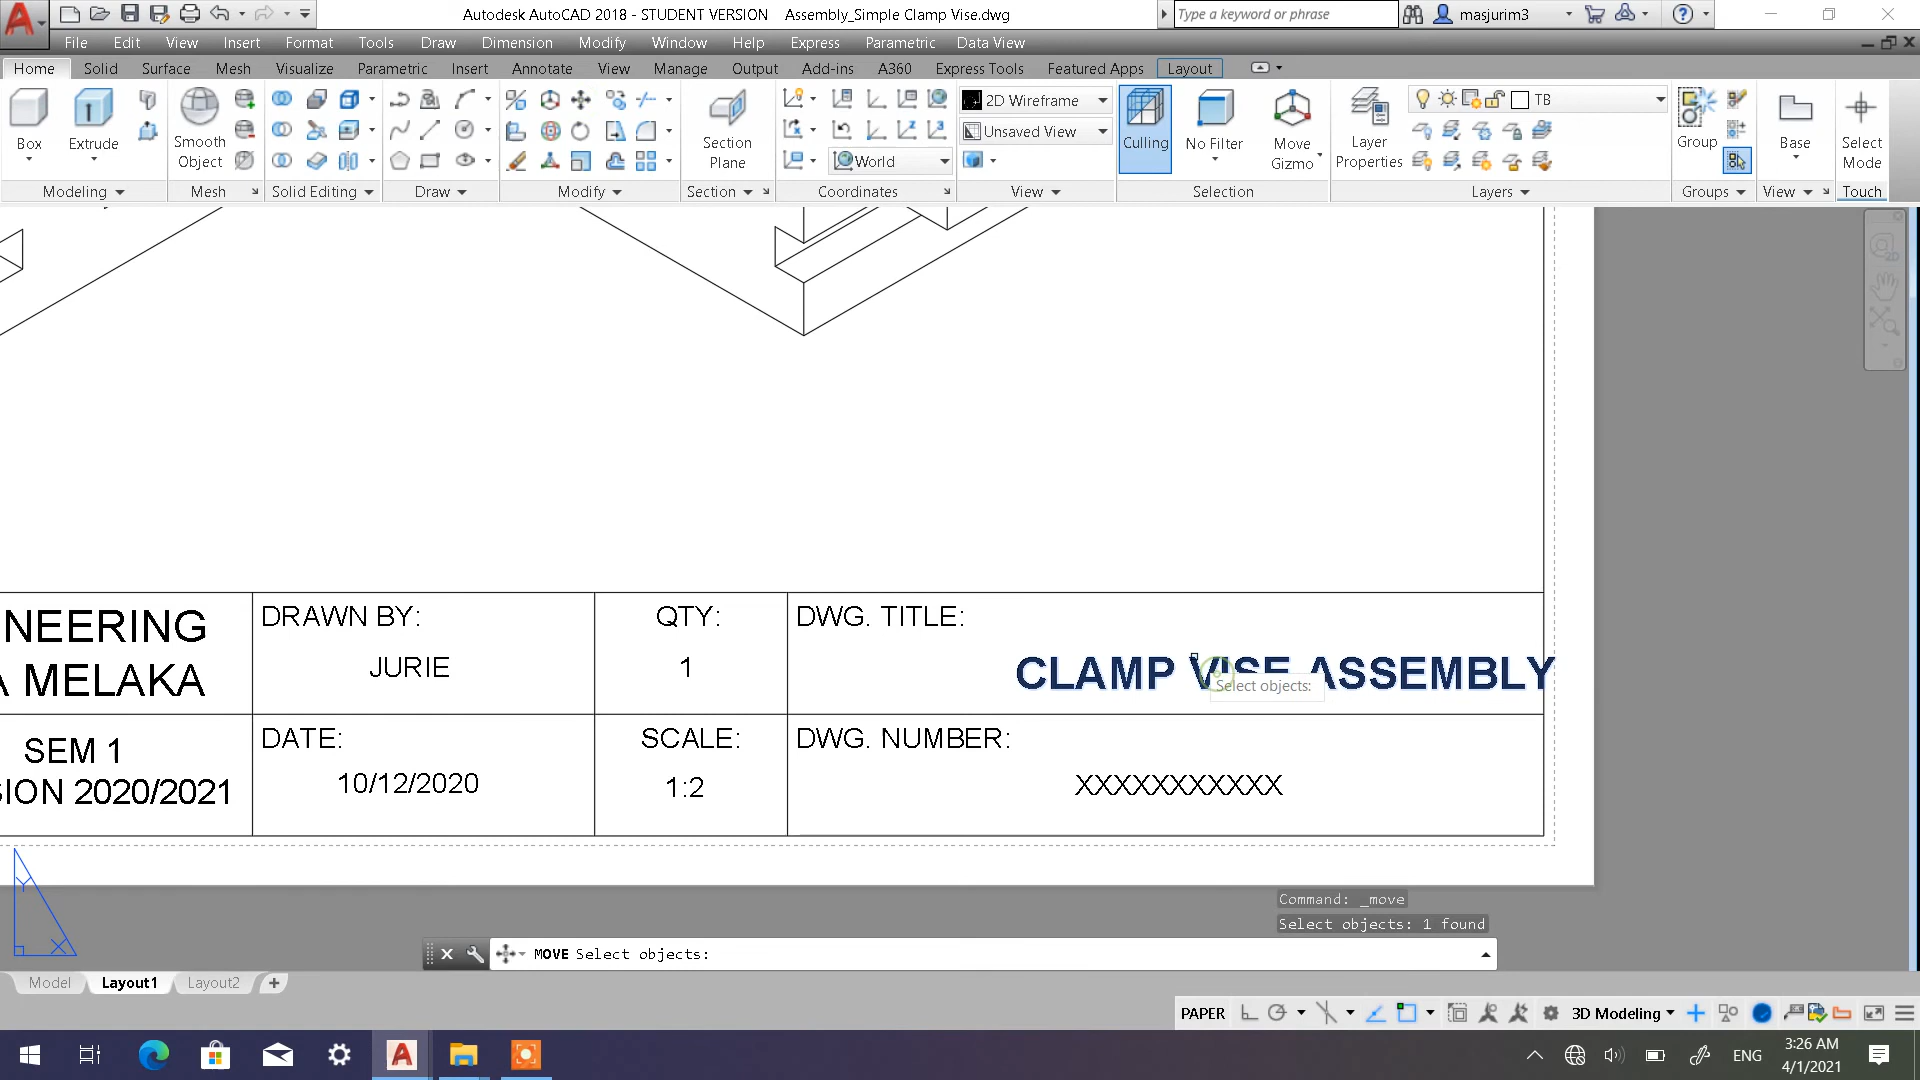 Autodesk AutoCAD 2018 - STUDENT VERSION Assembly_Simple Clamp Vise.dwg
Type a keyword or phrase
masjurim3
File Edit View Insert Format Tools Draw Dimension Modify Window Help Express Parametric Data View
Home Solid Surface Mesh Visualize Parametric Insert Annotate View Manage Output Add-ins A360 Express Tools Featured Apps Layout
Box
Extrude
Smooth Object
Section Plane
World
2D Wireframe
Unsaved View
Culling
No Filter
Move Gizmo
Layer Properties
TB
Group
Base
Select Mode
Modeling Mesh Solid Editing Draw Modify Section Coordinates View Selection Layers Groups View Touch
2D
NEERING
A MELAKA
DRAWN BY:
JURIE
QTY:
1
DWG. TITLE:
CLAMP VISE ASSEMBLY
Select objects:
SEM 1
SION 2020/2021
DATE:
10/12/2020
SCALE:
1:2
DWG. NUMBER:
XXXXXXXXXXX
Y
X
Command: _move
Select objects: 1 found
MOVE Select objects:
Model Layout1 Layout2
PAPER
3D Modeling
ENG
3:26 AM
4/1/2021